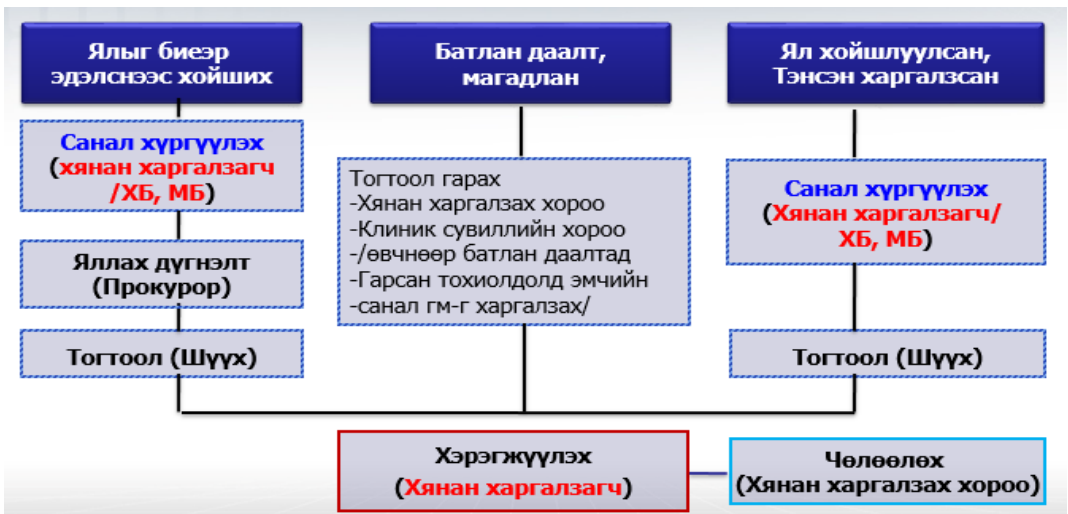 Ялыг биеэр
эдэлснээс хойших
Санал хүргүүлэх
(хянан харгалзагч
/ХБ, МБ)
Яллах дүгнэлт
(Прокурор)
Тогтоол (Шүүх)
Батлан даалт,
магадлан
Тогтоол гарах
-Хянан харгалзах хороо
-Клиник сувиллийн хороо
-/өвчнөөр батлан даалтад
-Гарсан тохиолдолд эмчийн
-санал гм-г харгалзах/
Ял хойшлуулсан,
Тэнсэн харгалзсан
Санал хүргүүлэх
(Хянан харгалзагч/
ХБ, МБ)
Тогтоол (Шүүх)
Хэрэгжүүлэх
(Хянан харгалзагч)
Чөлөөлөх
(Хянан харгалзах хороо)